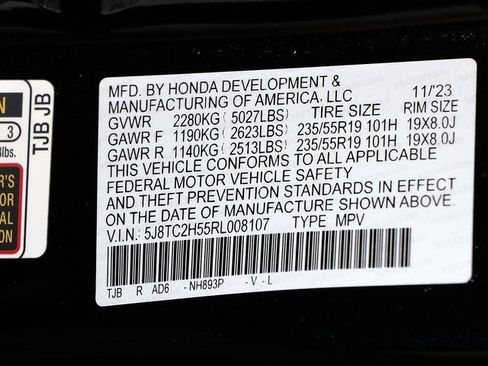 MFD. BY HONDA DEVELOPMENT &
MANUFACTURING OF AMERICA, LLC 11/'23
GVWR 2280KG ( 5027LBS) TIRE SIZE RIM SIZE
GAWR F 1190KG ( 2623LBS) 235/55R19 101H 19X8.0J
GAWR R 1140KG ( 2513LBS) 235/55R19 101H 19X8.0J
THIS VEHICLE CONFORMS TO ALL APPLICABLE
FEDERAL MOTOR VEHICLE SAFETY
AND THEFT PREVENTION STANDARDS IN EFFECT
ON THE DATE OF MANUFACTURE SHOWN ABOVE.
V.I.N.: 5J8TC2H55RL008107 TYPE MPV
TJB R AD6 -NH893P -V-L
TJB JB
3
lbs.